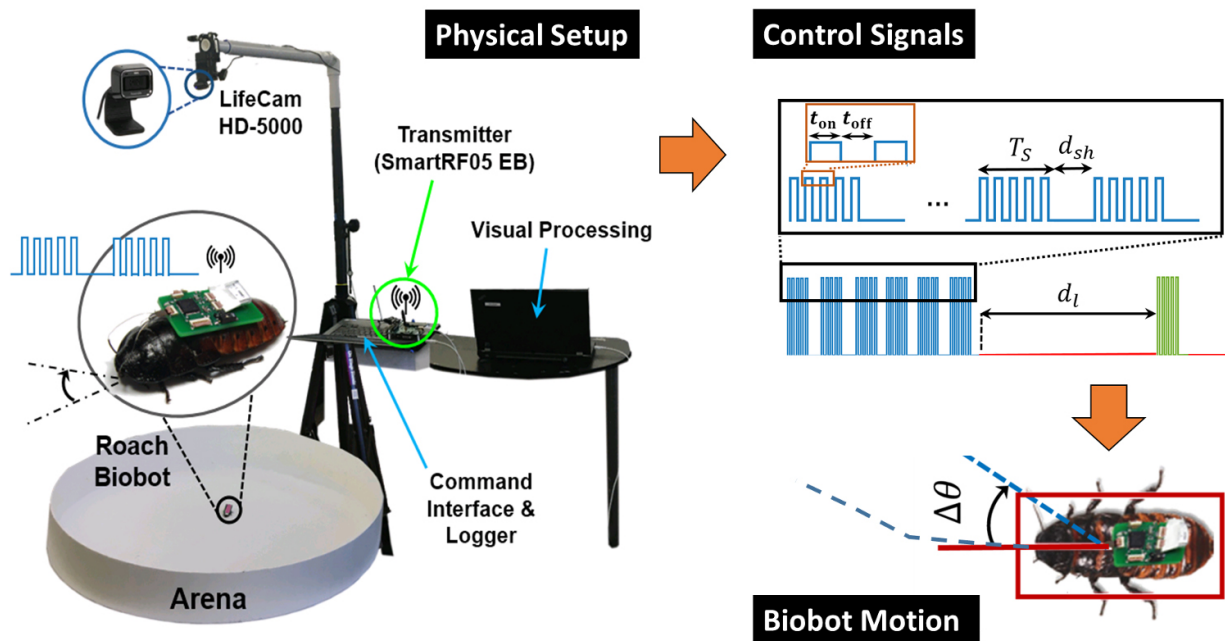 Physical Setup
LifeCam
HD-5000
Transmitter
(SmartRF05 EB)
Visual Processing
Roach
Biobot
Command
Interface &
Logger
Arena
Control Signals
t_on t_off
T_S d_sh
...
d_l
Δθ
Biobot Motion